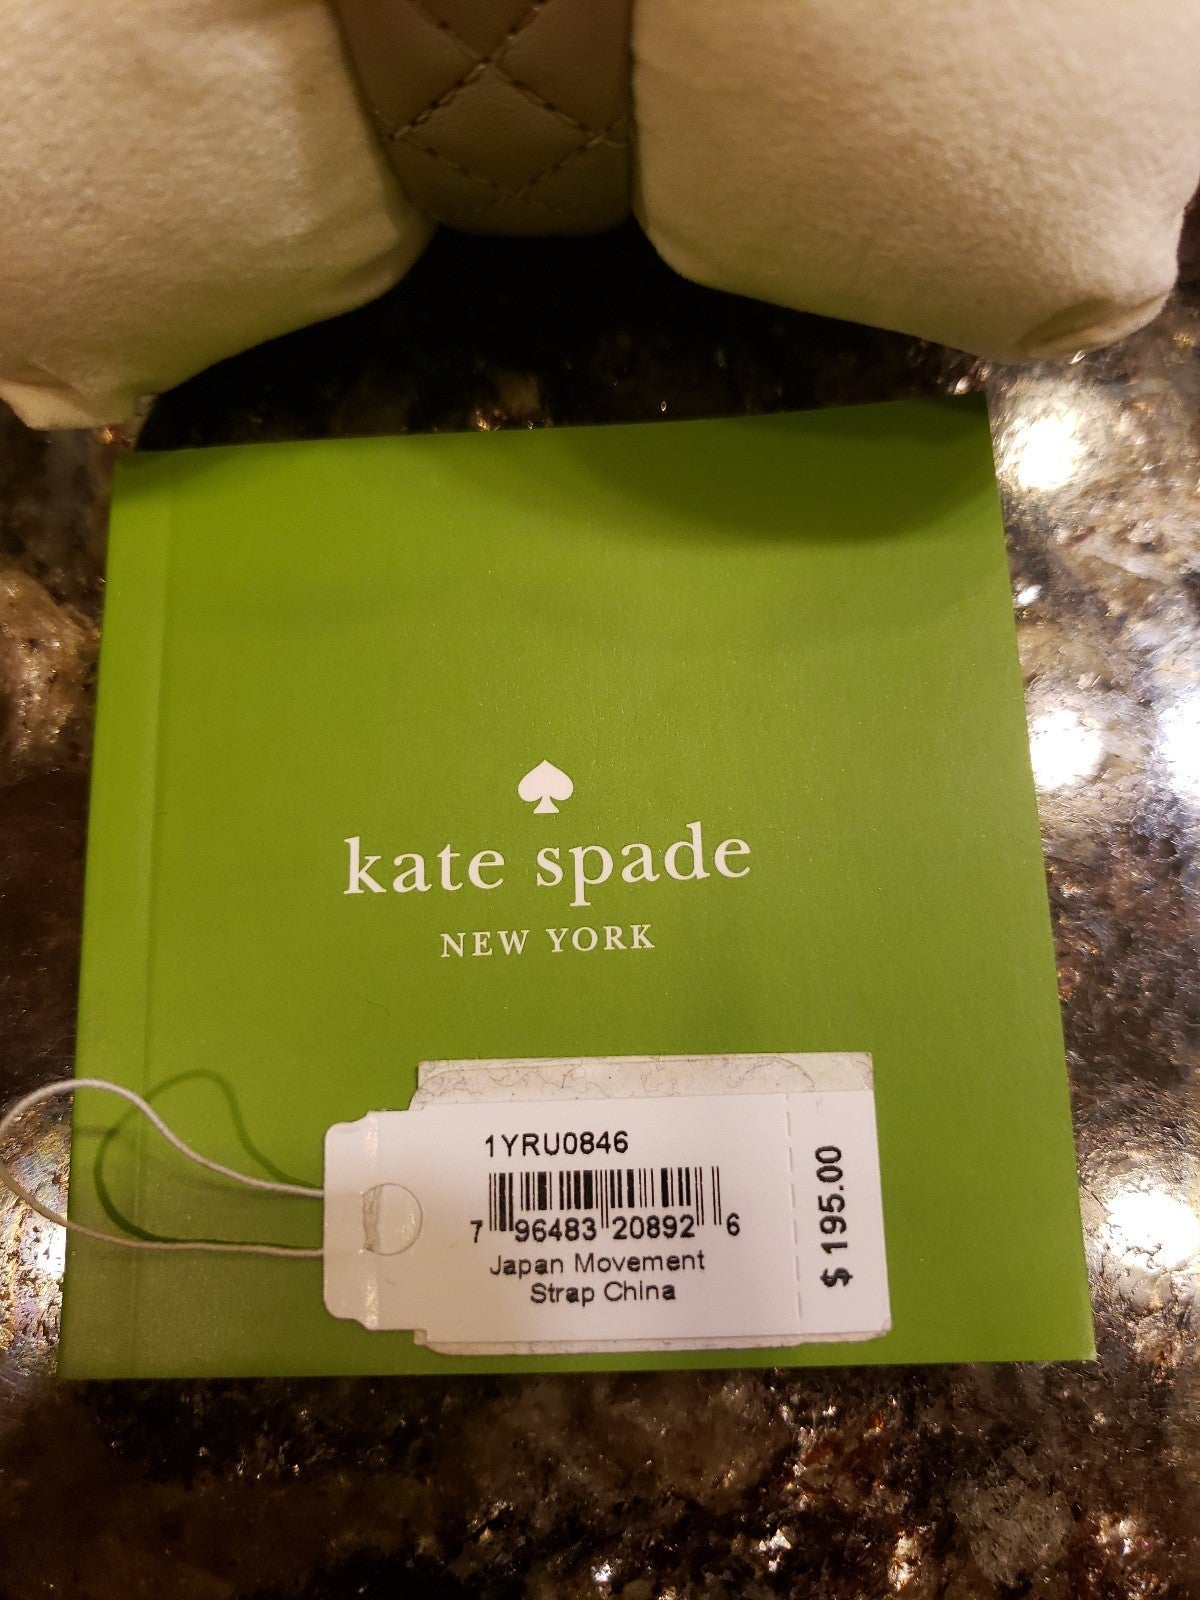 kate spade
NEW YORK
1YRU0846
7 96483 20892 6
Japan Movement
Strap China
$195.00